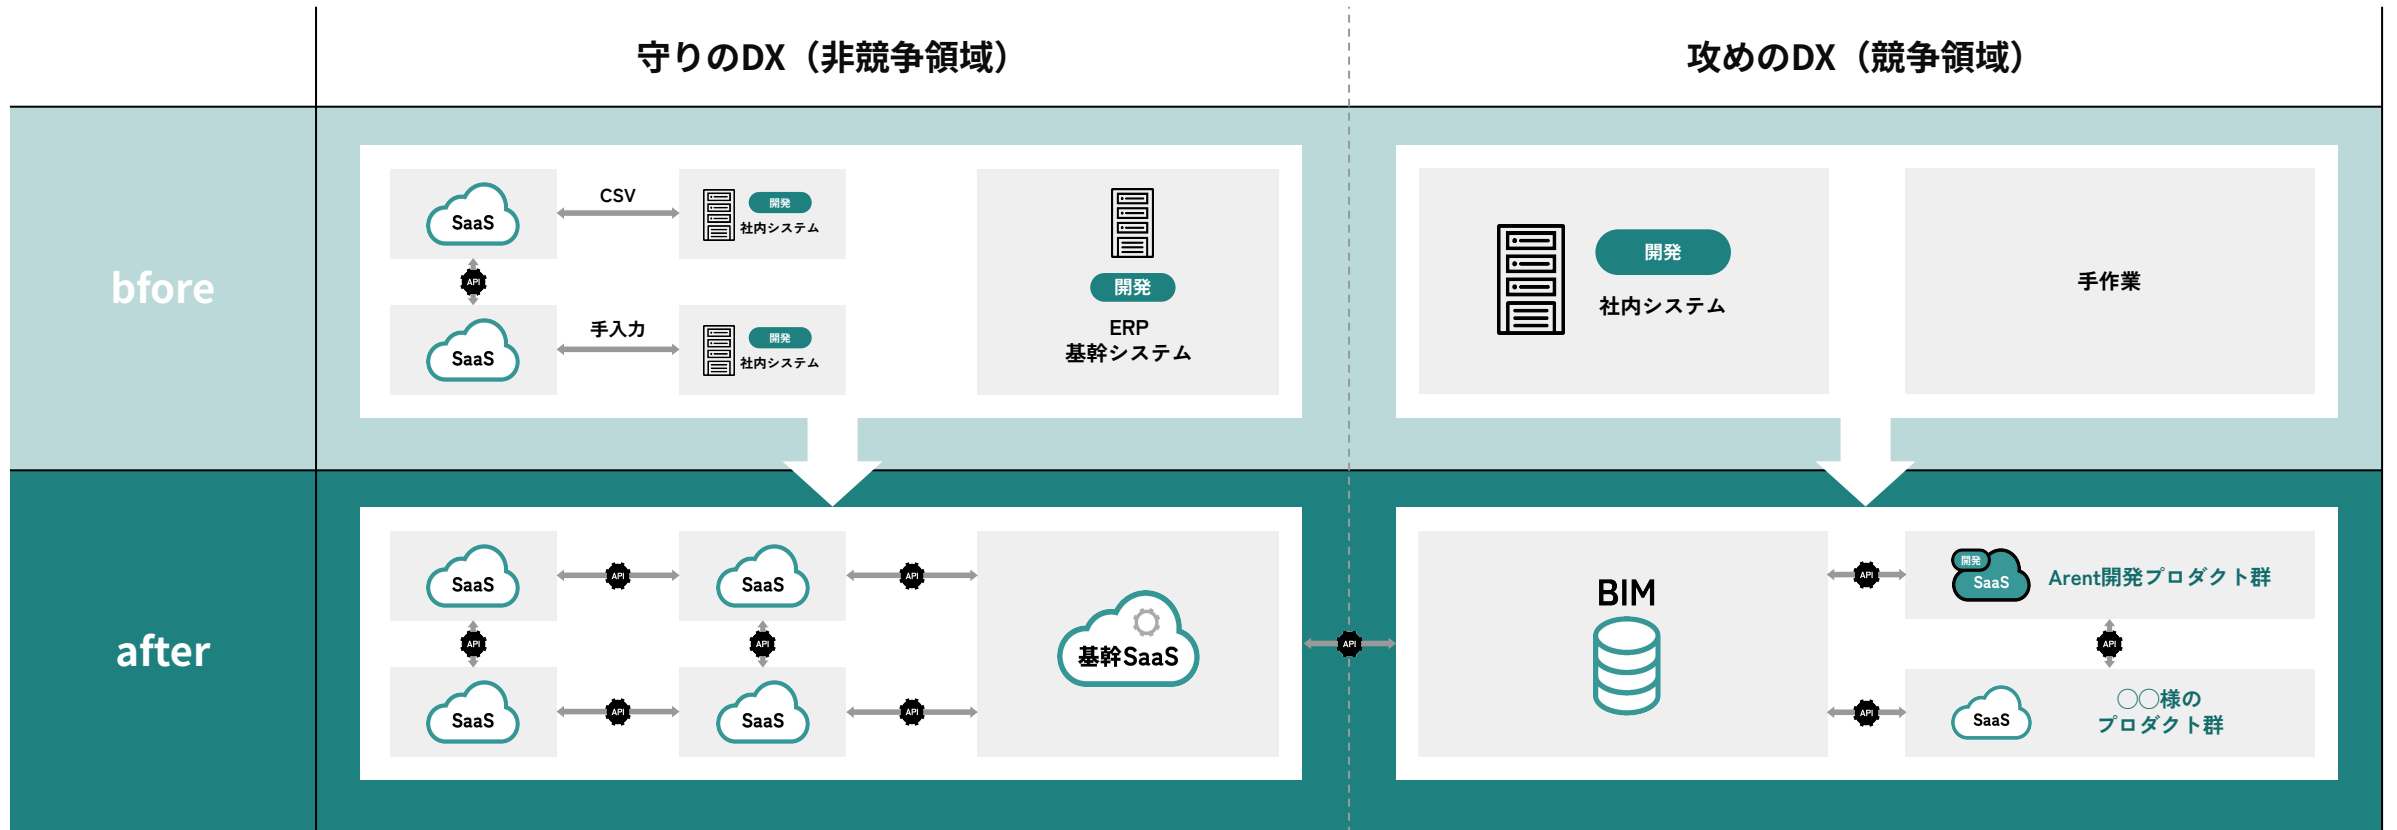 守りのDX（非競争領域）
攻めのDX（競争領域）
bfore
SaaS
CSV
開発
社内システム
API
SaaS
手入力
開発
社内システム
開発
ERP
基幹システム
開発
社内システム
手作業
after
SaaS
API
SaaS
API
API
API
SaaS
API
SaaS
API
基幹SaaS
API
BIM
API
開発
SaaS
Arent開発プロダクト群
API
API
SaaS
◯◯様の
プロダクト群